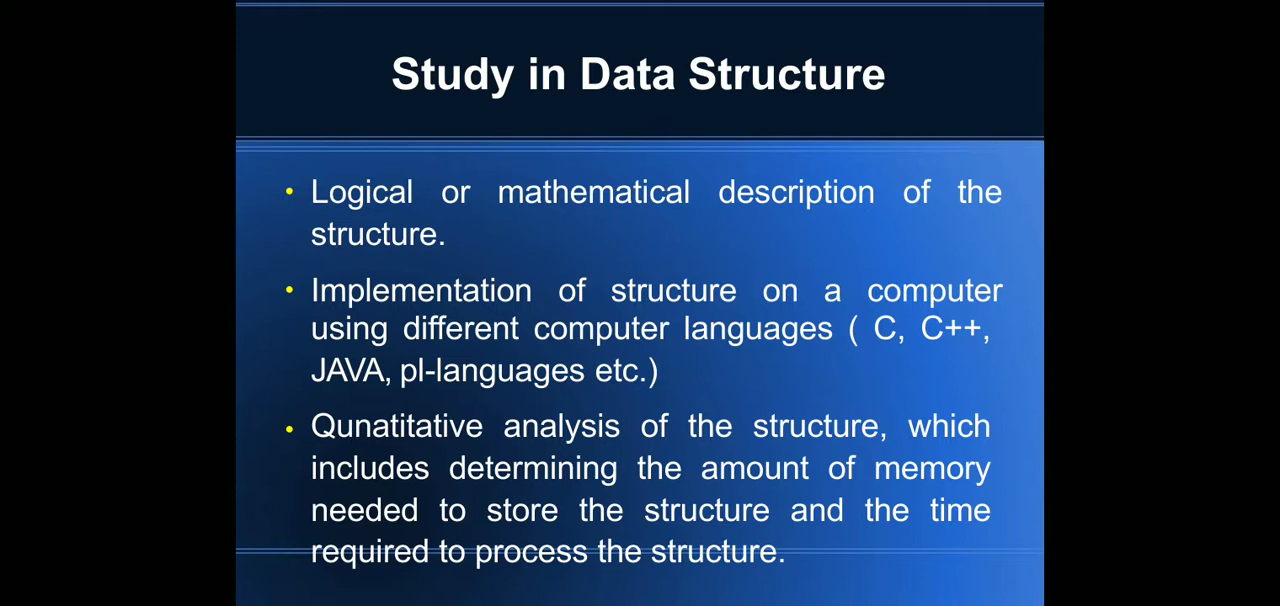 Study in Data Structure
• Logical or mathematical description of the
structure.
• Implementation of structure on a computer
using different computer languages ( C, C++,
JAVA, pl-languages etc.)
• Qunatitative analysis of the structure, which
includes determining the amount of memory
needed to store the structure and the time
required to process the structure.